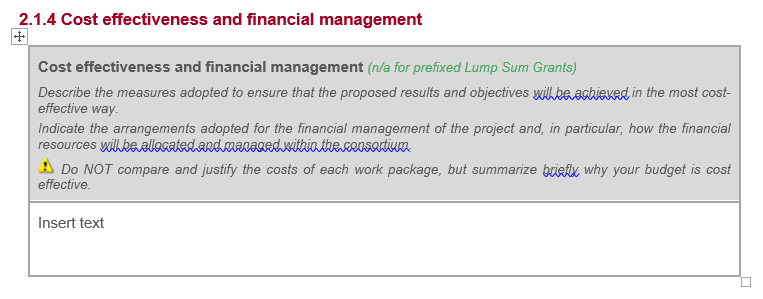 2.1.4 Cost effectiveness and financial management
Cost effectiveness and financial management (n/a for prefixed Lump Sum Grants)
Describe the measures adopted to ensure that the proposed results and objectives will be achieved in the most cost-
effective way.
Indicate the arrangements adopted for the financial management of the project and, in particular, how the financial
resources will be allocated and managed within the consortium.
Do NOT compare and justify the costs of each work package, but summarize briefly why your budget is cost
effective.
Insert text